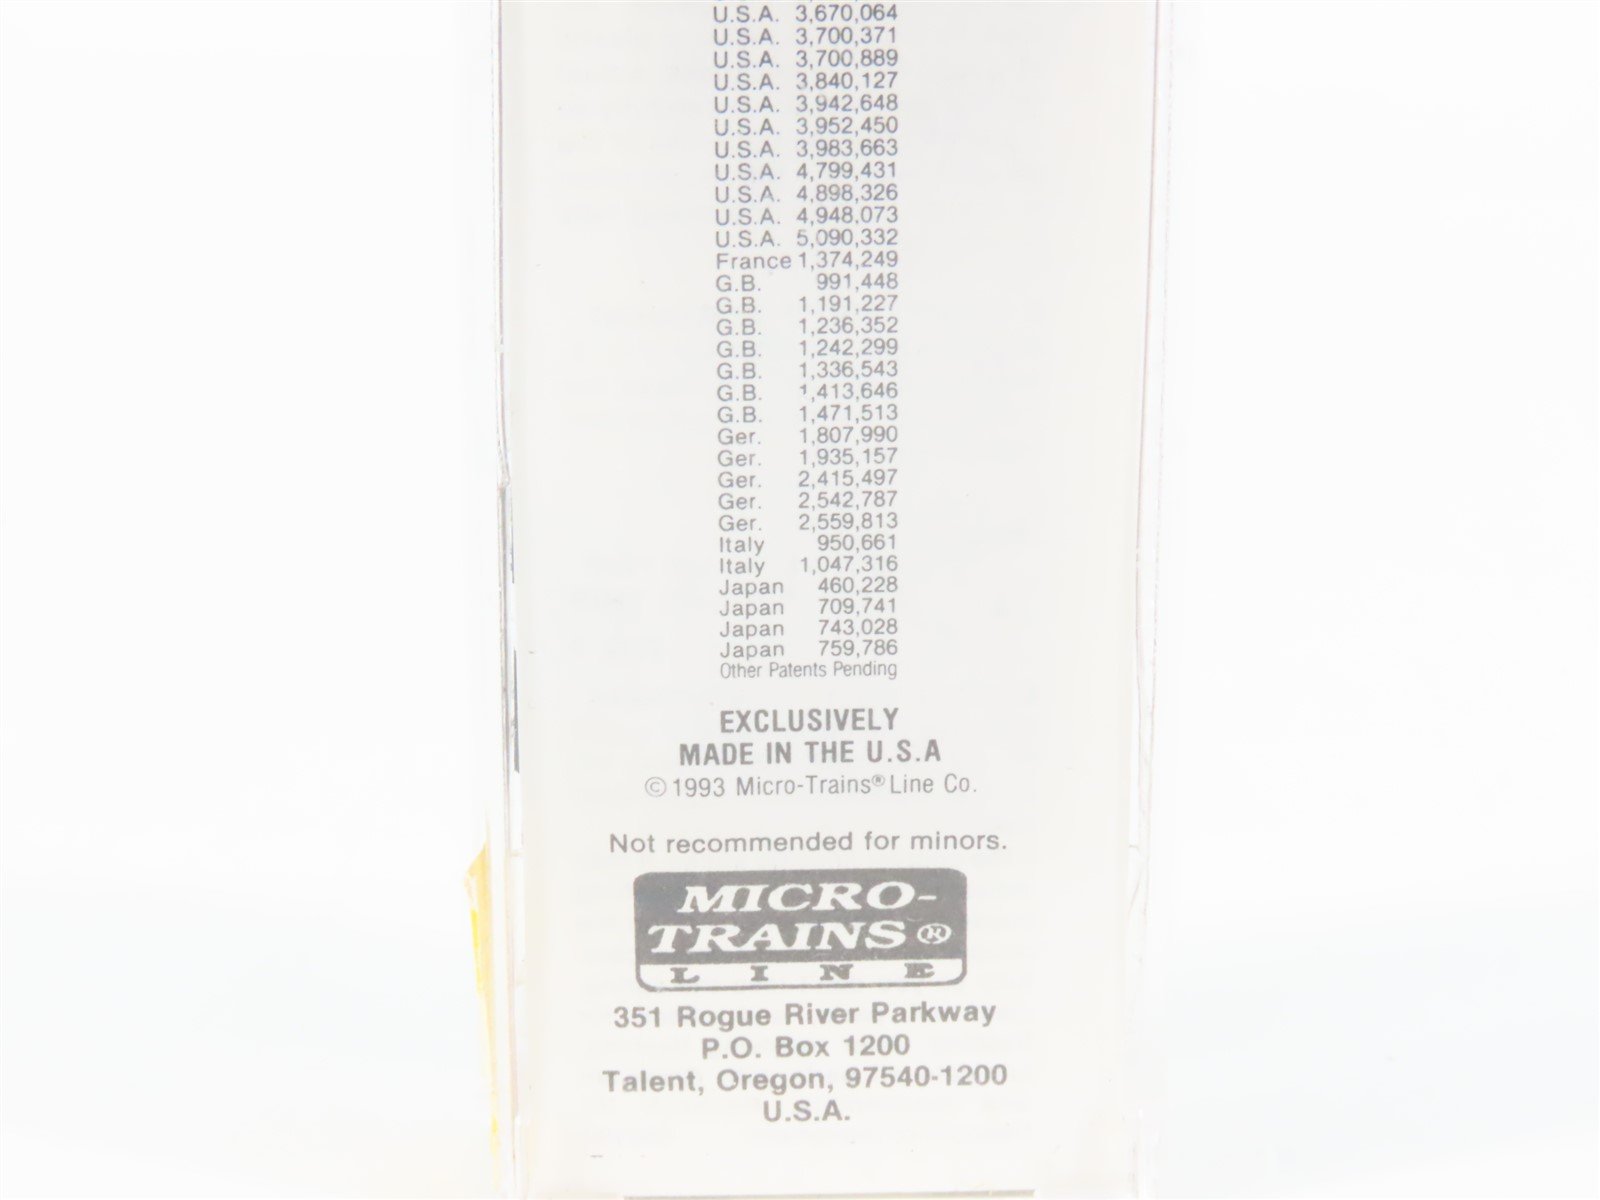 U.S.A. 3,670,064
U.S.A. 3,700,371
U.S.A. 3,700,889
U.S.A. 3,840,127
U.S.A. 3,942,648
U.S.A. 3,952,450
U.S.A. 3,983,663
U.S.A. 4,799,431
U.S.A. 4,898,326
U.S.A. 4,948,073
U.S.A. 5,090,332
France 1,374,249
G.B. 991,448
G.B. 1,191,227
G.B. 1,236,352
G.B. 1,242,299
G.B. 1,336,543
G.B. 1,413,646
G.B. 1,471,513
Ger. 1,807,990
Ger. 1,935,157
Ger. 2,415,497
Ger. 2,542,787
Ger. 2,559,813
Italy 950,661
Italy 1,047,316
Japan 460,228
Japan 709,741
Japan 743,028
Japan 759,786
Other Patents Pending
EXCLUSIVELY
MADE IN THE U.S.A
©1993 Micro-Trains® Line Co.
Not recommended for minors.
MICRO-
TRAINS®
LINE
351 Rogue River Parkway
P.O. Box 1200
Talent, Oregon, 97540-1200
U.S.A.